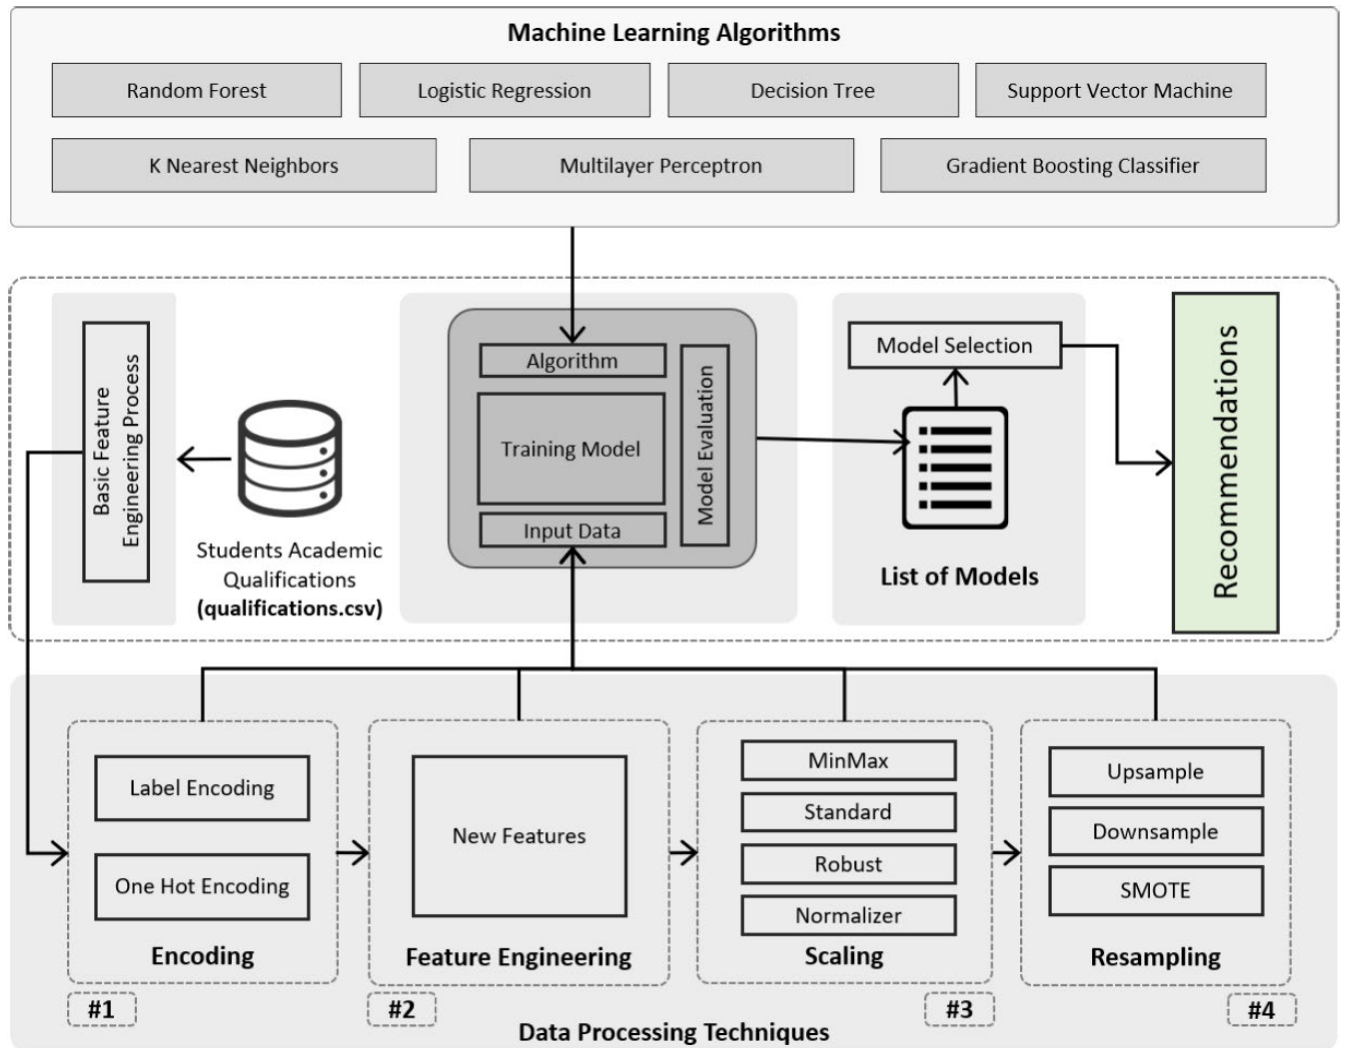 Machine Learning Algorithms
Random Forest
Logistic Regression
Decision Tree
Support Vector Machine
K Nearest Neighbors
Multilayer Perceptron
Gradient Boosting Classifier
Basic Feature
Engineering Process
Students Academic
Qualifications
(qualifications.csv)
Algorithm
Training Model
Input Data
Model Evaluation
Model Selection
List of Models
Recommendations
Label Encoding
One Hot Encoding
Encoding
#1
New Features
Feature Engineering
#2
MinMax
Standard
Robust
Normalizer
Scaling
#3
Upsample
Downsample
SMOTE
Resampling
#4
Data Processing Techniques